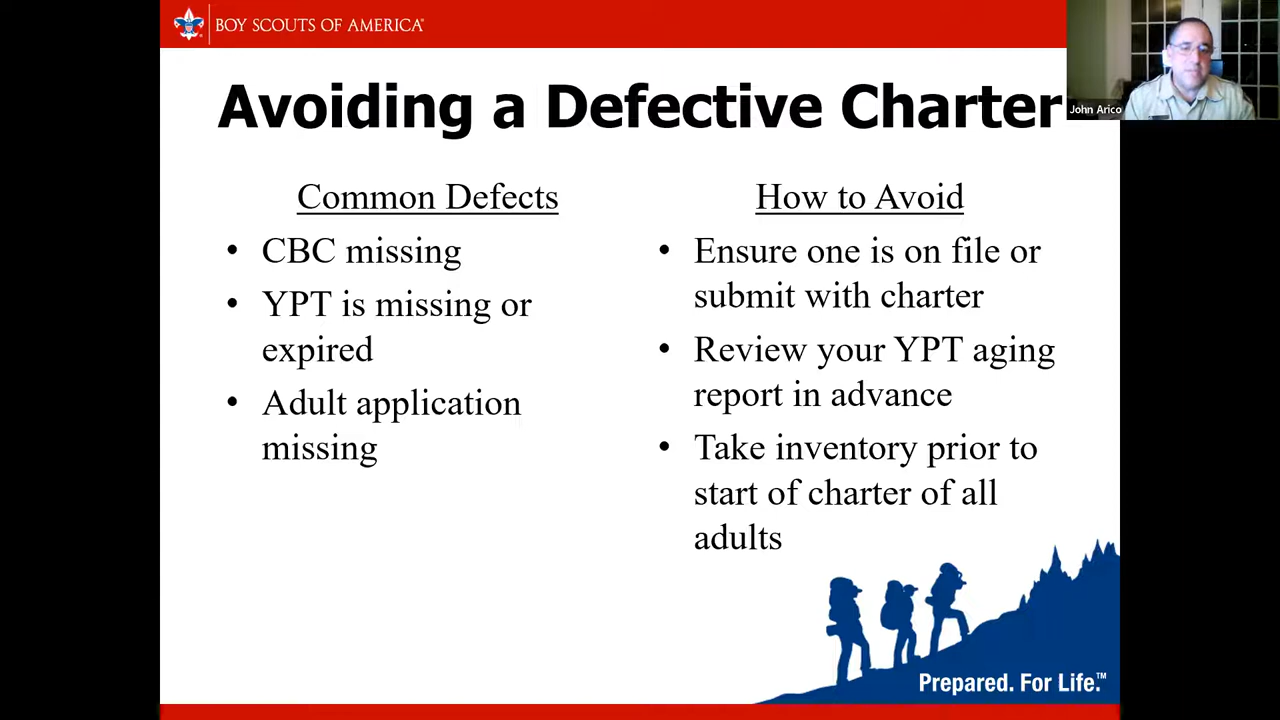 BOY SCOUTS OF AMERICA®
John Arico
Avoiding a Defective Charter
Common Defects
• CBC missing
• YPT is missing or
expired
• Adult application
missing
How to Avoid
• Ensure one is on file or
submit with charter
• Review your YPT aging
report in advance
• Take inventory prior to
start of charter of all
adults
Prepared. For Life.™